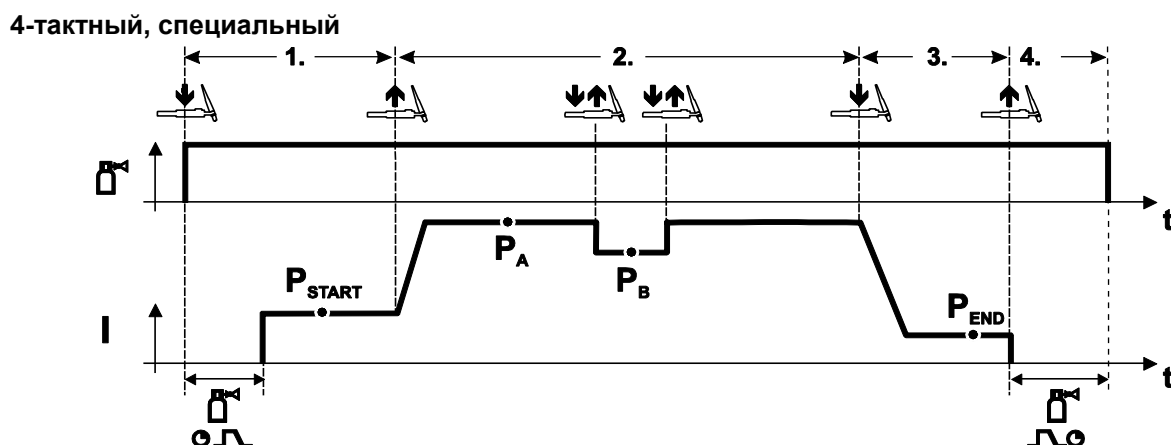 4-тактный, специальный
1. 2. 3. 4.
t
P_A
P_B
P_START
P_END
I
t